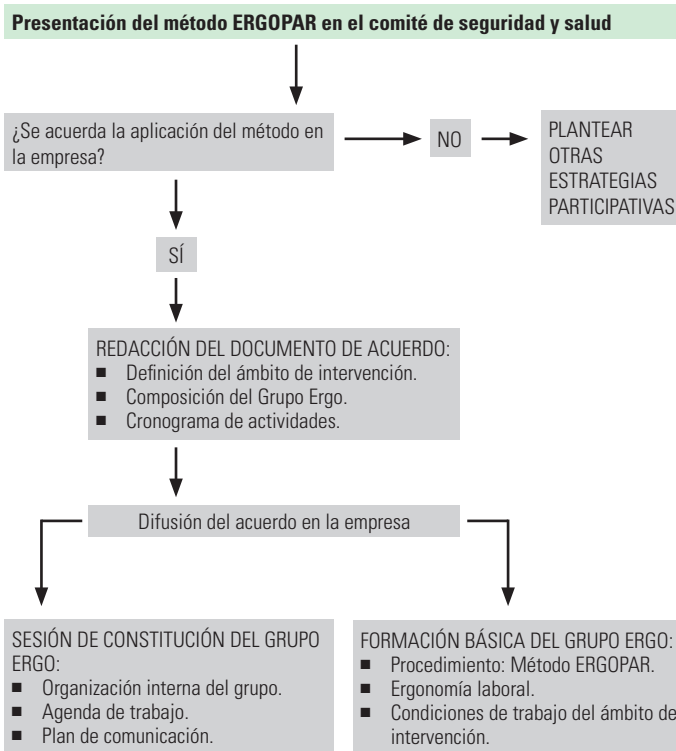 Presentación del método ERGOPAR en el comité de seguridad y salud
¿Se acuerda la aplicación del método en
la empresa?
NO
PLANTEAR
OTRAS
ESTRATEGIAS
PARTICIPATIVAS
SÍ
REDACCIÓN DEL DOCUMENTO DE ACUERDO:
■ Definición del ámbito de intervención.
■ Composición del Grupo Ergo.
■ Cronograma de actividades.
Difusión del acuerdo en la empresa
SESIÓN DE CONSTITUCIÓN DEL GRUPO
ERGO:
■ Organización interna del grupo.
■ Agenda de trabajo.
■ Plan de comunicación.
FORMACIÓN BÁSICA DEL GRUPO ERGO:
■ Procedimiento: Método ERGOPAR.
■ Ergonomía laboral.
■ Condiciones de trabajo del ámbito de
intervención.